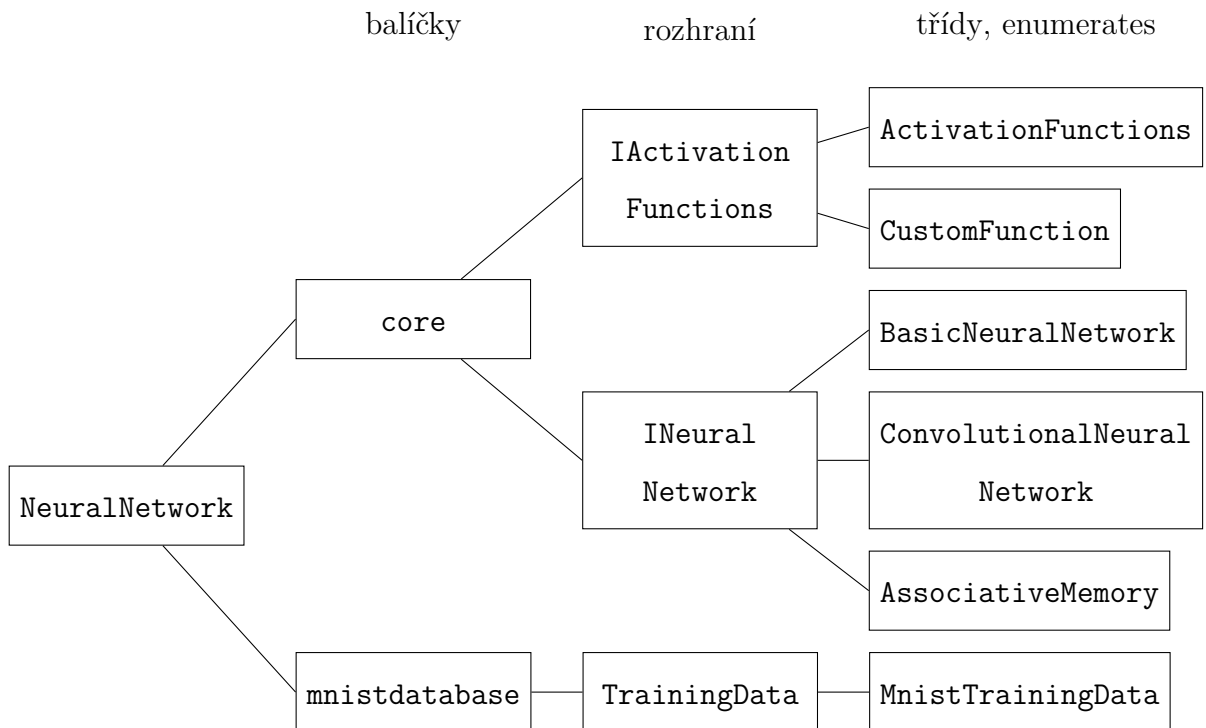 balíčky
rozhraní
třídy, enumerates
ActivationFunctions
IActivation
Functions
CustomFunction
core
BasicNeuralNetwork
INeural
Network
ConvolutionalNeural
Network
NeuralNetwork
AssociativeMemory
mnistdatabase
TrainingData
MnistTrainingData